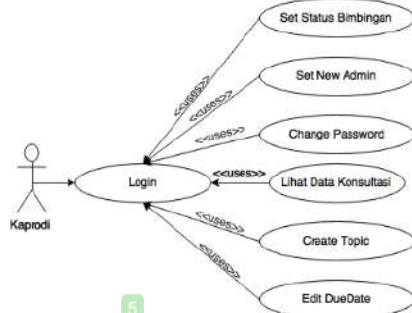 Set Status Bimbingan
<<uses>>
Set New Admin
<<uses>>
Change Password
<<uses>>
<<uses>>
Login
Lihat Data Konsultasi
Kaprodi
<<uses>>
Create Topic
<<uses>>
Edit DueDate
5